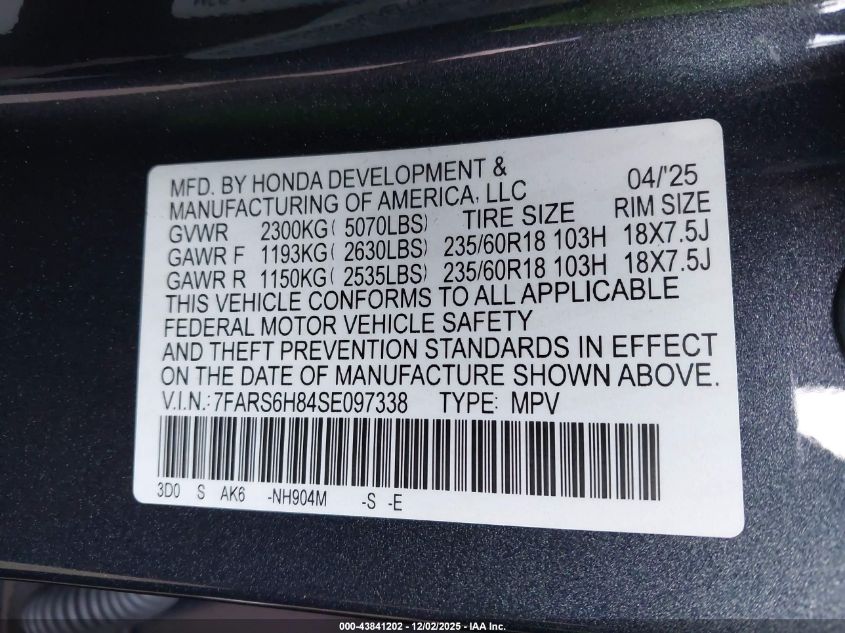 MFD. BY HONDA DEVELOPMENT & 04/'25
MANUFACTURING OF AMERICA, LLC
GVWR 2300KG( 5070LBS) TIRE SIZE RIM SIZE
GAWR F 1193KG( 2630LBS) 235/60R18 103H 18X7.5J
GAWR R 1150KG( 2535LBS) 235/60R18 103H 18X7.5J
THIS VEHICLE CONFORMS TO ALL APPLICABLE
FEDERAL MOTOR VEHICLE SAFETY
AND THEFT PREVENTION STANDARDS IN EFFECT
ON THE DATE OF MANUFACTURE SHOWN ABOVE.
V.I.N.: 7FARS6H84SE097338 TYPE: MPV
3D0 S AK6 -NH904M -S -E
000-43841202 - 12/02/2025 - IAA Inc.